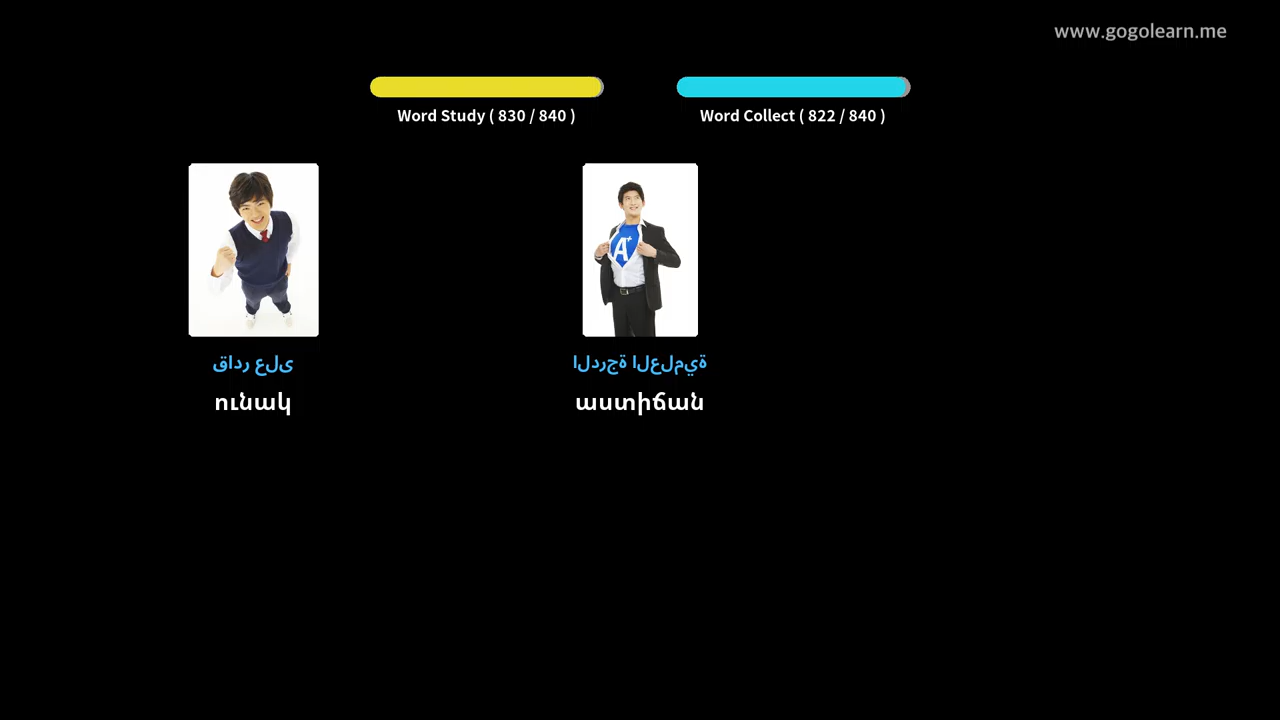 www.gogolearn.me
Word Study ( 830 / 840 )
Word Collect ( 822 / 840 )
قادر على
الدرجة العلمية
ունակ
աստիճան
A+